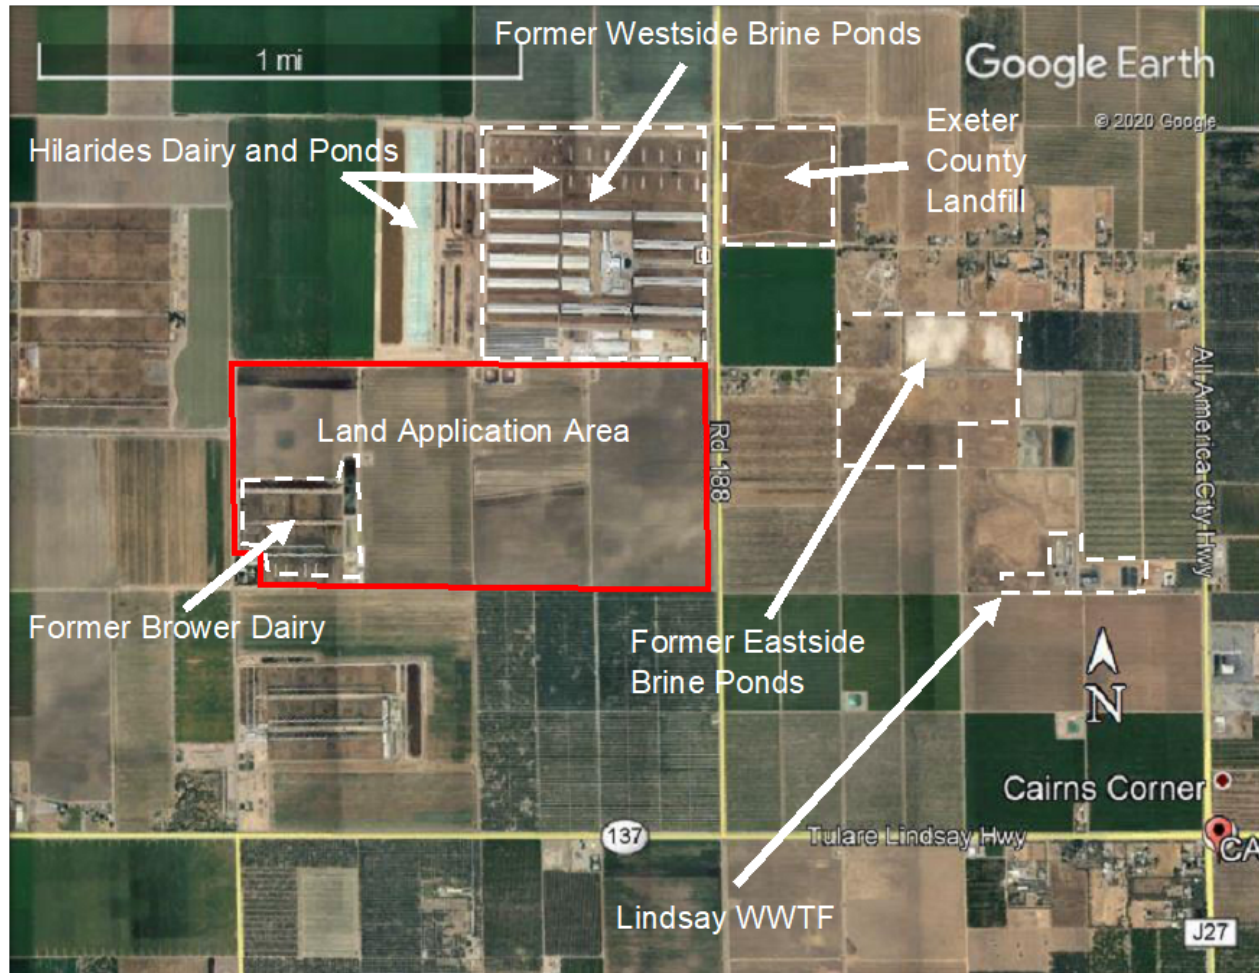 Former Westside Brine Ponds
1 mi
Google Earth
© 2020 Google
Hilarides Dairy and Ponds
Exeter
County
Landfill
All America City Hwy
Land Application Area
Rd 188
Former Brower Dairy
Former Eastside
Brine Ponds
N
Cairns Corner
137
Tulare Lindsay Hwy
CA
Lindsay WWTF
J27